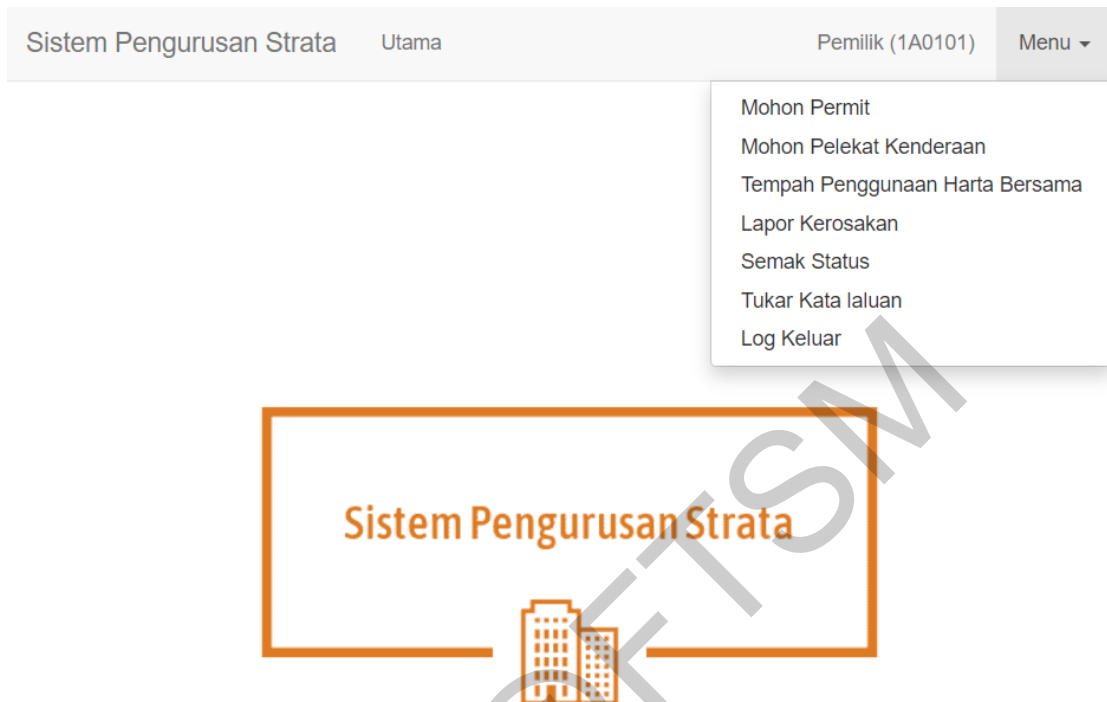 Sistem Pengurusan Strata Utama Pemilik (1A0101) Menu
Mohon Permit
Mohon Pelekat Kenderaan
Tempah Penggunaan Harta Bersama
Lapor Kerosakan
Semak Status
Tukar Kata laluan
Log Keluar
Sistem Pengurusan Strata
FTSM